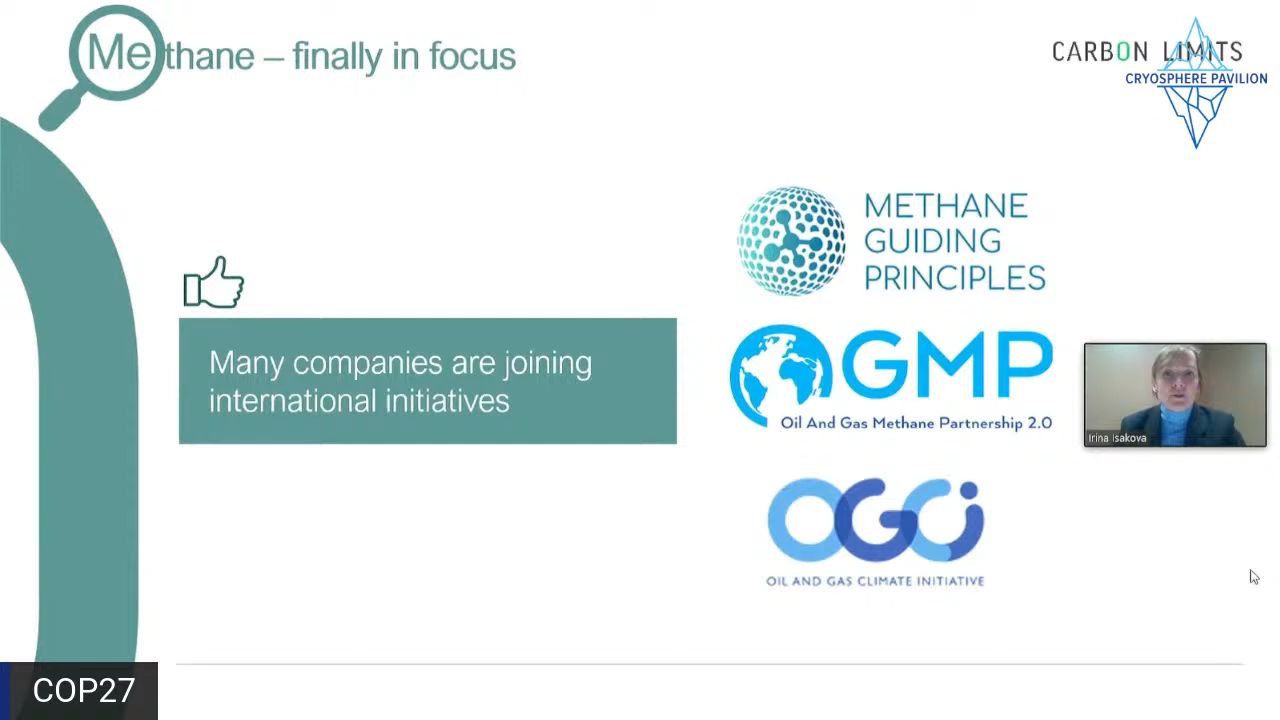 Methane – finally in focus
CARBON LIMITS
CRYOSPHERE PAVILION
METHANE
GUIDING
PRINCIPLES
Many companies are joining
international initiatives
OGMP
Oil And Gas Methane Partnership 2.0
Irina Isakova
OGCi
OIL AND GAS CLIMATE INITIATIVE
COP27